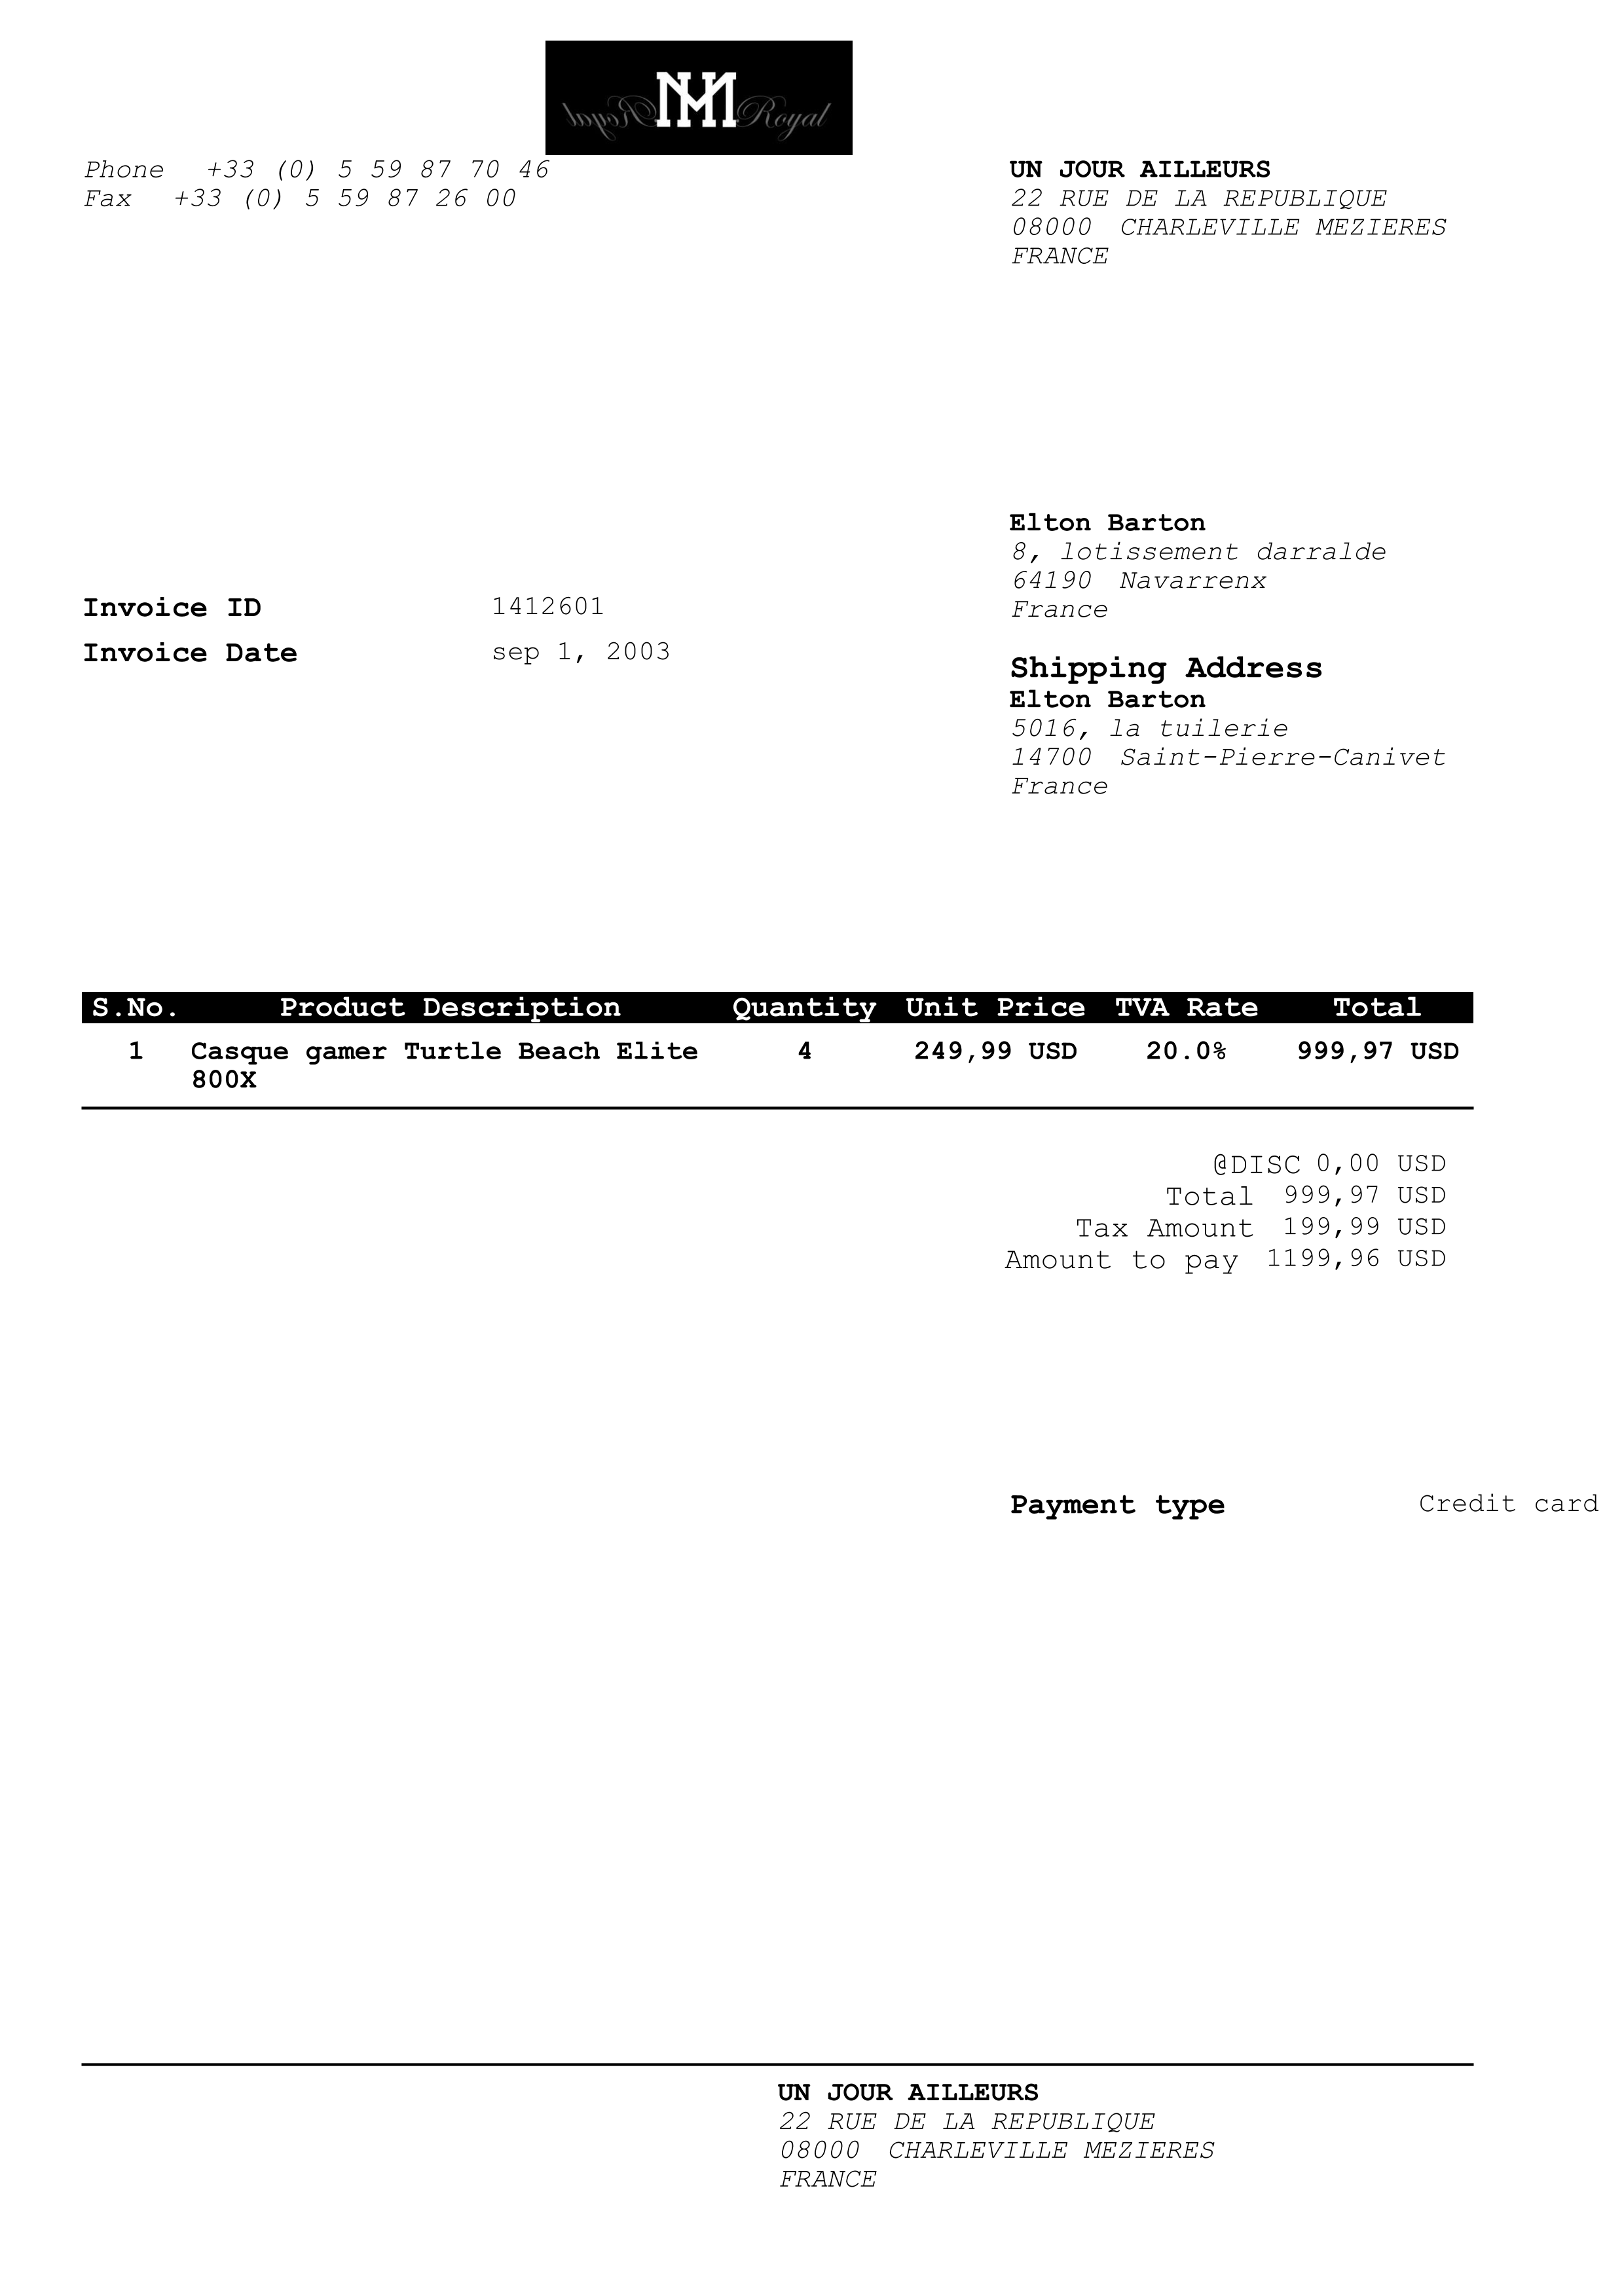 Royal HM Royal
Phone +33 (0) 5 59 87 70 46
Fax +33 (0) 5 59 87 26 00
UN JOUR AILLEURS
22 RUE DE LA REPUBLIQUE
08000 CHARLEVILLE MEZIERES
FRANCE
Elton Barton
8, lotissement darralde
64190 Navarrenx
France
Invoice ID 1412601
Invoice Date sep 1, 2003
Shipping Address
Elton Barton
5016, la tuilerie
14700 Saint-Pierre-Canivet
France
S.No. Product Description Quantity Unit Price TVA Rate Total
1 Casque gamer Turtle Beach Elite 4 249,99 USD 20.0% 999,97 USD
800X
@DISC 0,00 USD
Total 999,97 USD
Tax Amount 199,99 USD
Amount to pay 1199,96 USD
Payment type Credit card
UN JOUR AILLEURS
22 RUE DE LA REPUBLIQUE
08000 CHARLEVILLE MEZIERES
FRANCE